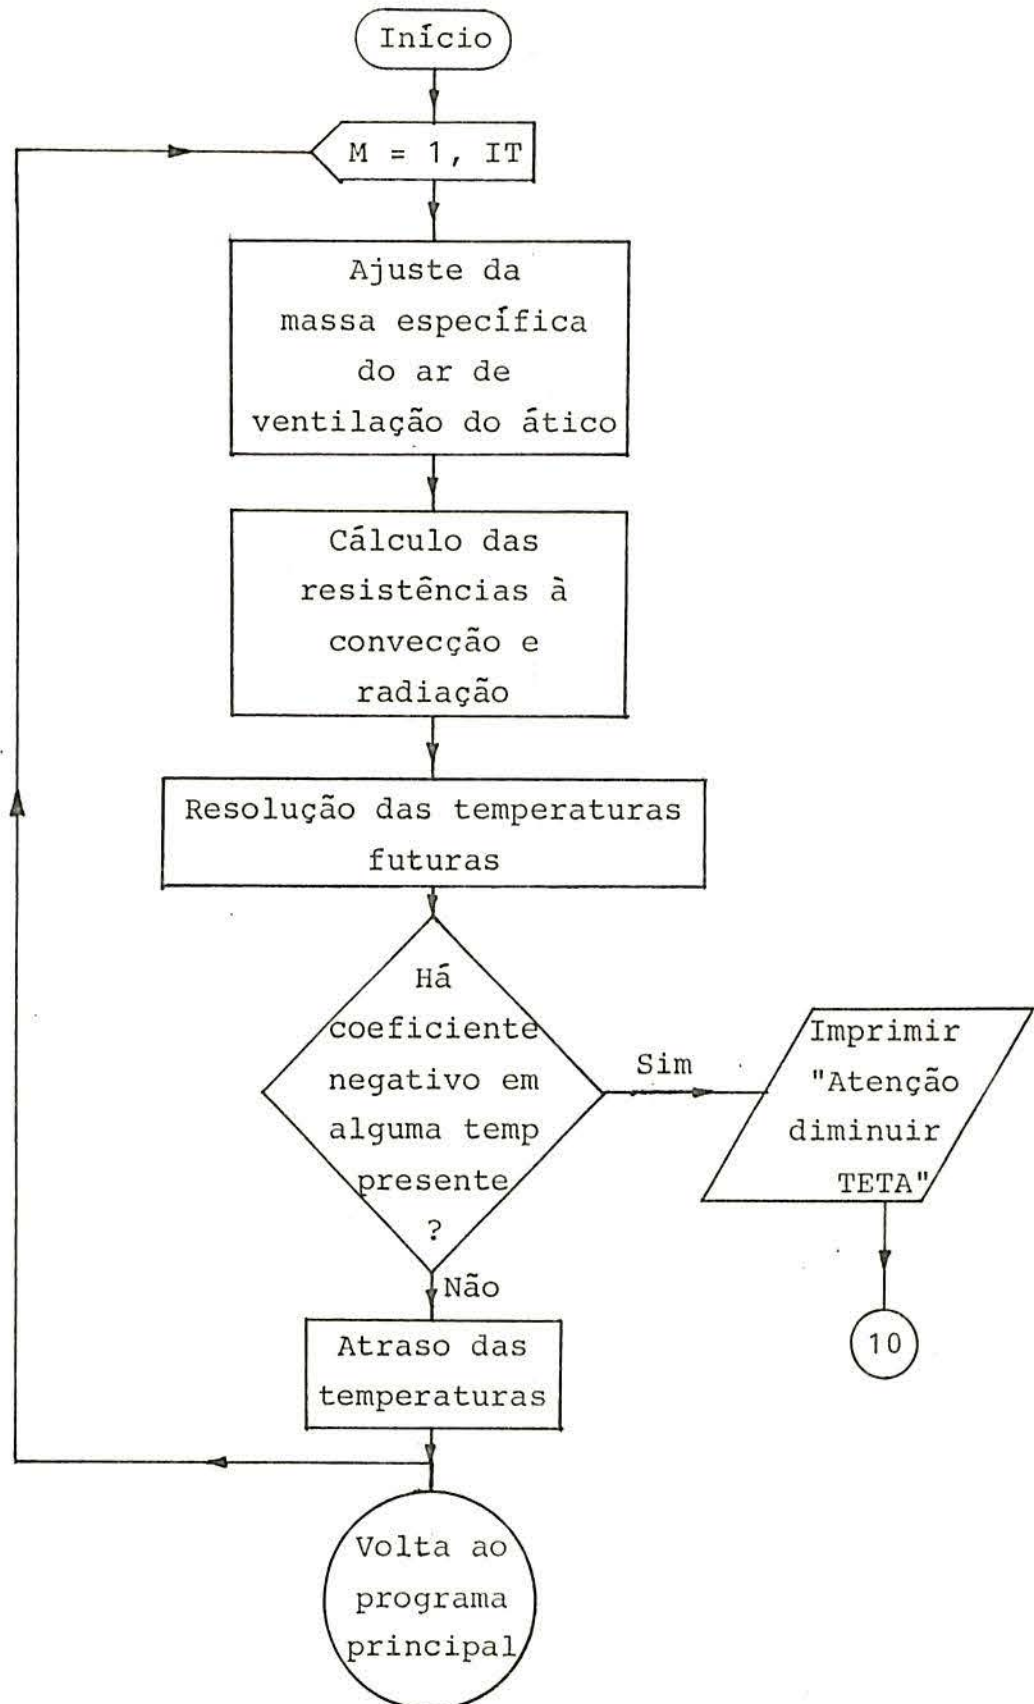 Início
M = 1, IT
Ajuste da
massa específica
do ar de
ventilação do ático
Cálculo das
resistências à
convecção e
radiação
Resolução das temperaturas
futuras
Há
coeficiente
negativo em
alguma temp
presente
?
Sim
Imprimir
"Atenção
diminuir
TETA"
10
Não
Atraso das
temperaturas
Volta ao
programa
principal